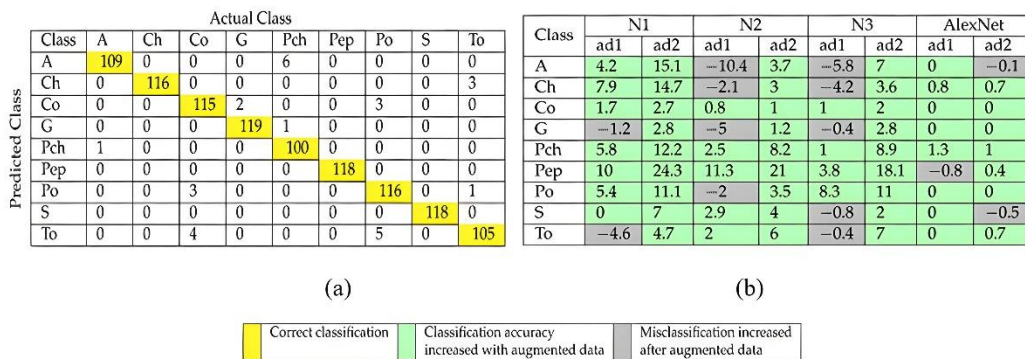 Actual Class
Predicted Class
Class A Ch Co G Pch Pep Po S To
A 109 0 0 0 6 0 0 0 0
Ch 0 116 0 0 0 0 0 0 3
Co 0 0 115 2 0 0 3 0 0
G 0 0 0 119 1 0 0 0 0
Pch 1 0 0 0 100 0 0 0 0
Pep 0 0 0 0 0 118 0 0 0
Po 0 0 3 0 0 0 116 0 1
S 0 0 0 0 0 0 0 118 0
To 0 0 4 0 0 0 5 0 105
(a)
Class N1 N2 N3 AlexNet
ad1 ad2 ad1 ad2 ad1 ad2 ad1 ad2
A 4.2 15.1 −10.4 3.7 −5.8 7 0 −0.1
Ch 7.9 14.7 −2.1 3 −4.2 3.6 0.8 0.7
Co 1.7 2.7 0.8 1 1 2 0 0
G −1.2 2.8 −5 1.2 −0.4 2.8 0 0
Pch 5.8 12.2 2.5 8.2 1 8.9 1.3 1
Pep 10 24.3 11.3 21 3.8 18.1 −0.8 0.4
Po 5.4 11.1 −2 3.5 8.3 11 0 0
S 0 7 2.9 4 −0.8 2 0 −0.5
To −4.6 4.7 2 6 −0.4 7 0 0.7
(b)
Correct classification
Classification accuracy
increased with augmented data
Misclassification increased
after augmented data